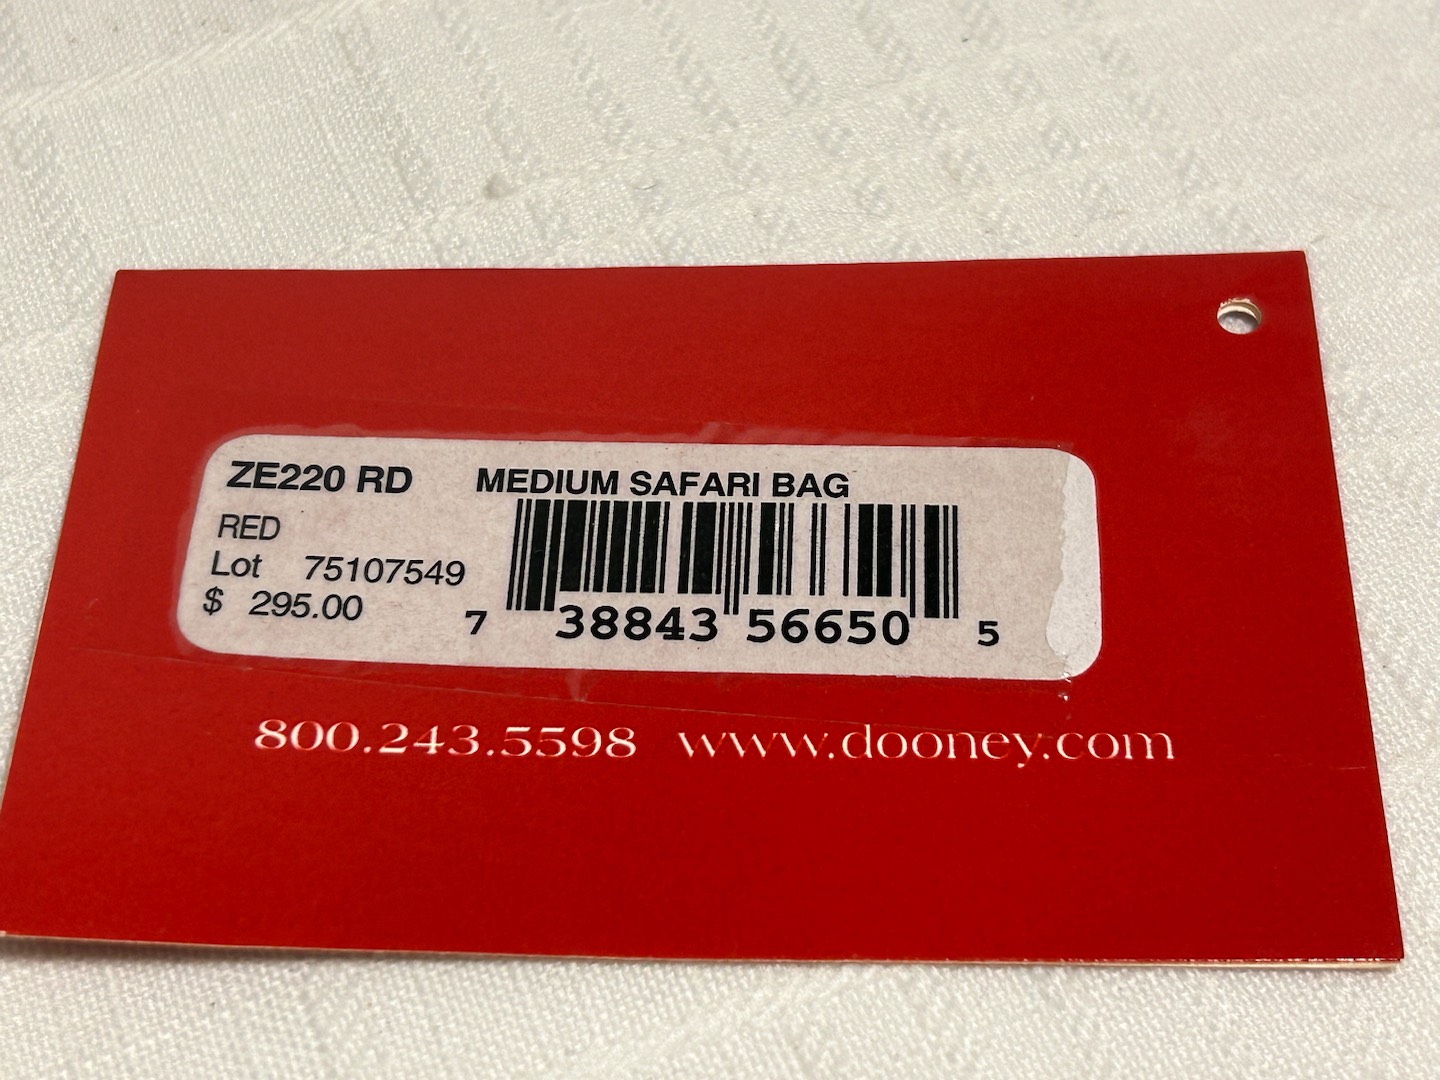 ZE220 RD MEDIUM SAFARI BAG
RED
Lot 75107549
$ 295.00
7 38843 56650 5
800.243.5598 www.dooney.com